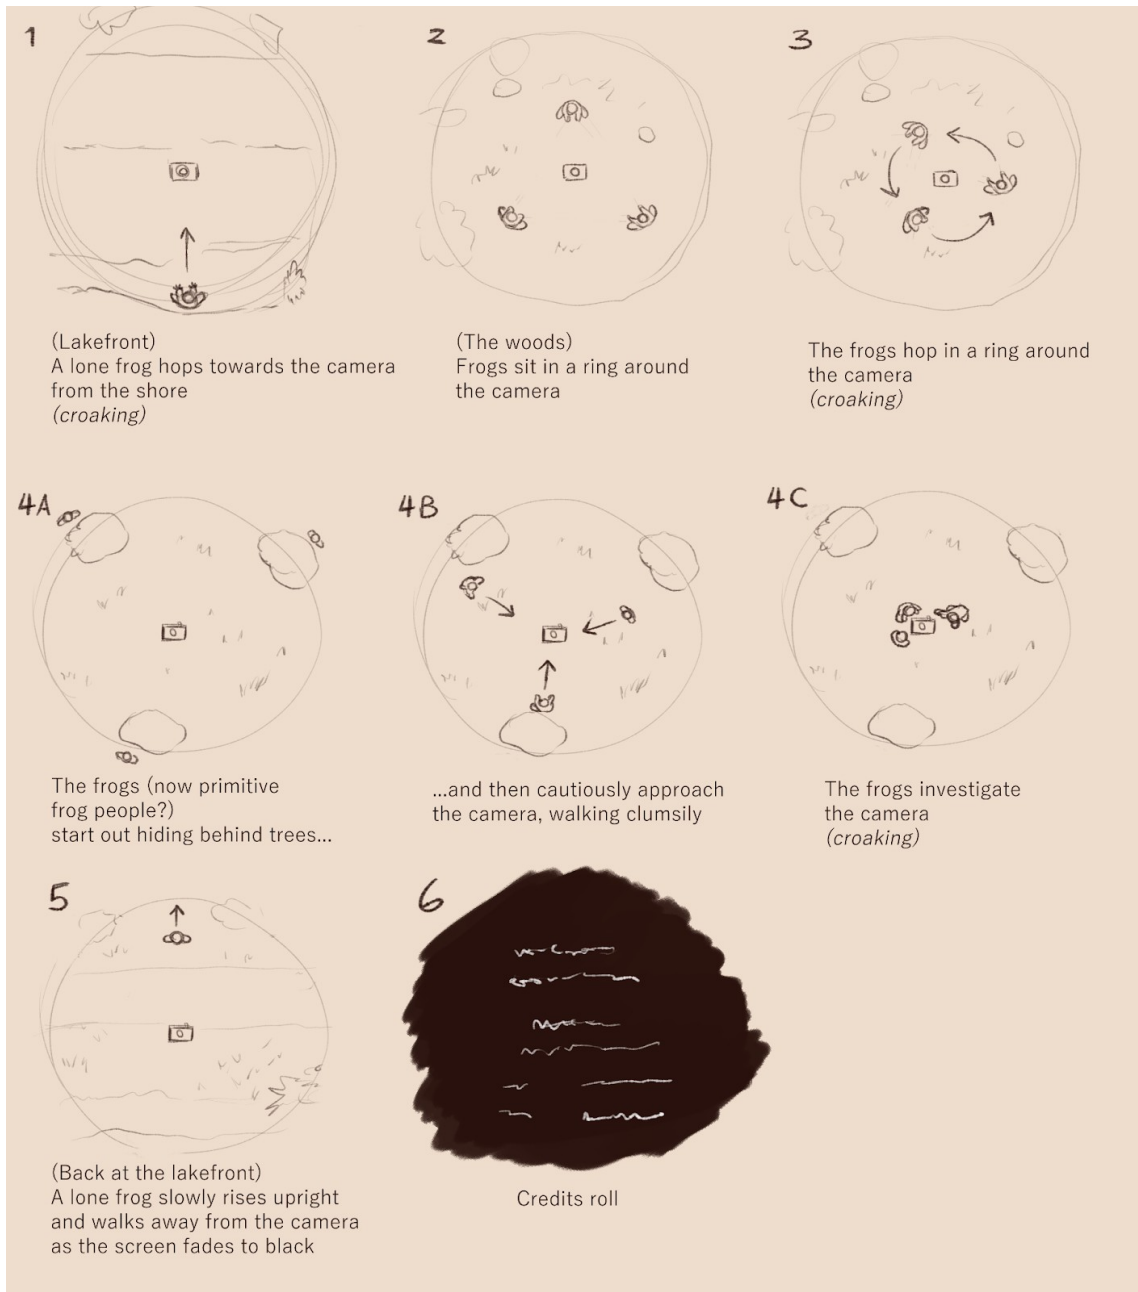 1
(Lakefront)
A lone frog hops towards the camera
from the shore
(croaking)
2
(The woods)
Frogs sit in a ring around
the camera
3
The frogs hop in a ring around
the camera
(croaking)
4A
The frogs (now primitive
frog people?)
start out hiding behind trees...
4B
...and then cautiously approach
the camera, walking clumsily
4C
The frogs investigate
the camera
(croaking)
5
(Back at the lakefront)
A lone frog slowly rises upright
and walks away from the camera
as the screen fades to black
6
Credits roll